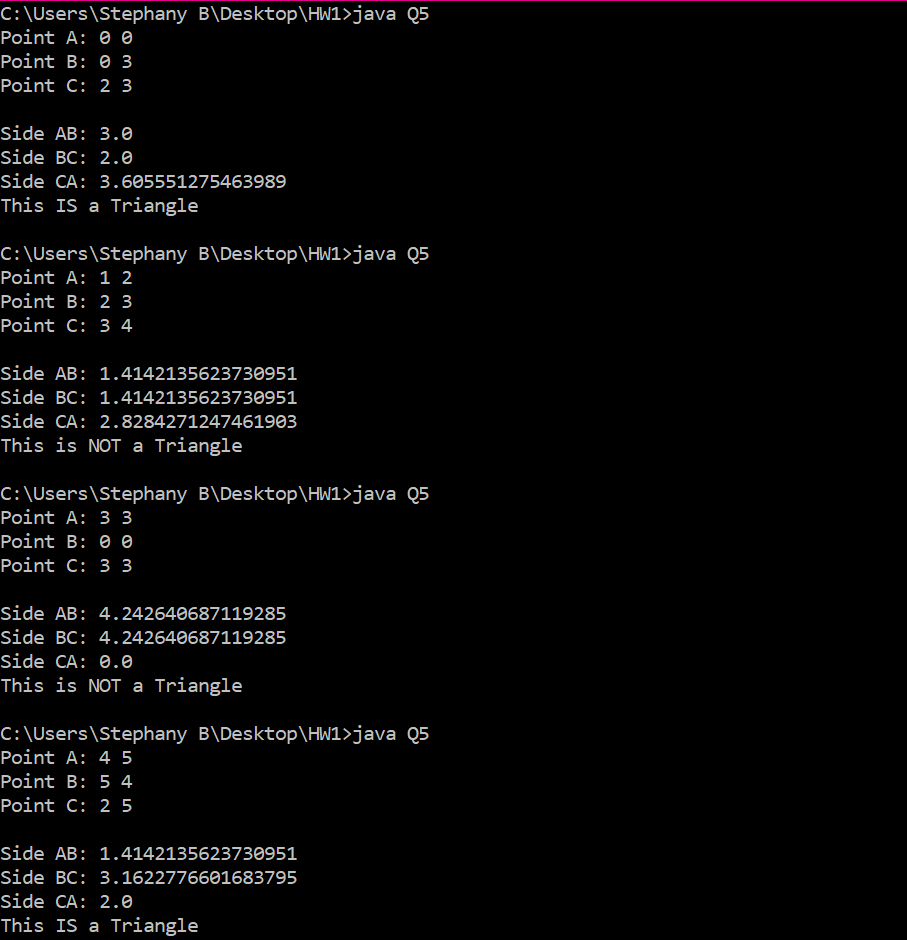 C:\Users\Stephany B\Desktop\HW1>java Q5
Point A: 0 0
Point B: 0 3
Point C: 2 3

Side AB: 3.0
Side BC: 2.0
Side CA: 3.605551275463989
This IS a Triangle

C:\Users\Stephany B\Desktop\HW1>java Q5
Point A: 1 2
Point B: 2 3
Point C: 3 4

Side AB: 1.4142135623730951
Side BC: 1.4142135623730951
Side CA: 2.8284271247461903
This is NOT a Triangle

C:\Users\Stephany B\Desktop\HW1>java Q5
Point A: 3 3
Point B: 0 0
Point C: 3 3

Side AB: 4.242640687119285
Side BC: 4.242640687119285
Side CA: 0.0
This is NOT a Triangle

C:\Users\Stephany B\Desktop\HW1>java Q5
Point A: 4 5
Point B: 5 4
Point C: 2 5

Side AB: 1.4142135623730951
Side BC: 3.1622776601683795
Side CA: 2.0
This IS a Triangle